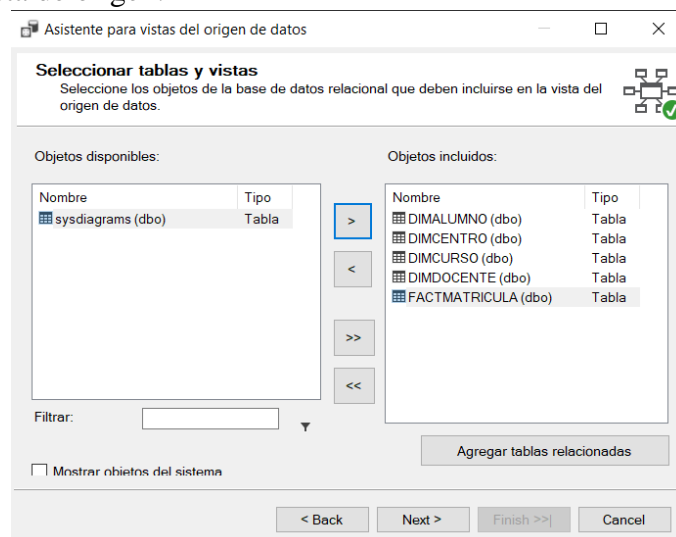 Asistente para vistas del origen de datos
Seleccionar tablas y vistas
Seleccione los objetos de la base de datos relacional que deben incluirse en la vista del
origen de datos.
Objetos disponibles:
Nombre Tipo
sysdiagrams (dbo) Tabla
Filtrar:
Mostrar objetos del sistema
>
<
>>
<<
Objetos incluidos:
Nombre Tipo
DIMALUMNO (dbo) Tabla
DIMCENTRO (dbo) Tabla
DIMCURSO (dbo) Tabla
DIMDOCENTE (dbo) Tabla
FACTMATRICULA (dbo) Tabla
Agregar tablas relacionadas
< Back Next > Finish >>| Cancel